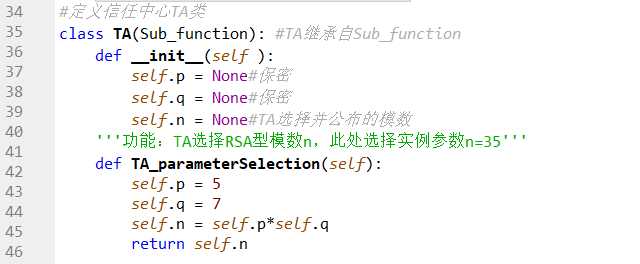 34 #定义信任中心TA类
35 class TA(Sub_function): #TA继承自Sub_function
36     def __init__(self ):
37         self.p = None#保密
38         self.q = None#保密
39         self.n = None#TA选择并公布的模数
40     '''功能: TA选择RSA型模数n, 此处选择实例参数n=35'''
41     def TA_parameterSelection(self):
42         self.p = 5
43         self.q = 7
44         self.n = self.p*self.q
45         return self.n
46